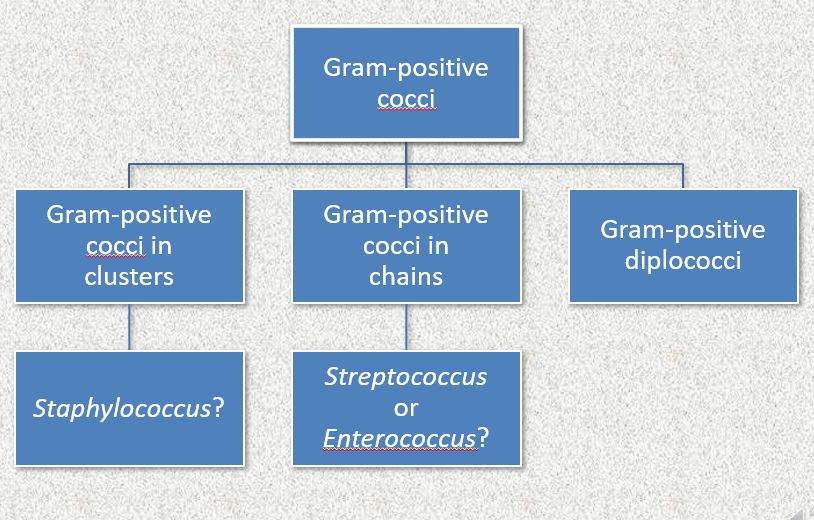 Gram-positive
cocci
Gram-positive
cocci in
clusters
Gram-positive
cocci in
chains
Gram-positive
diplococci
Staphylococcus?
Streptococcus
or
Enterococcus?